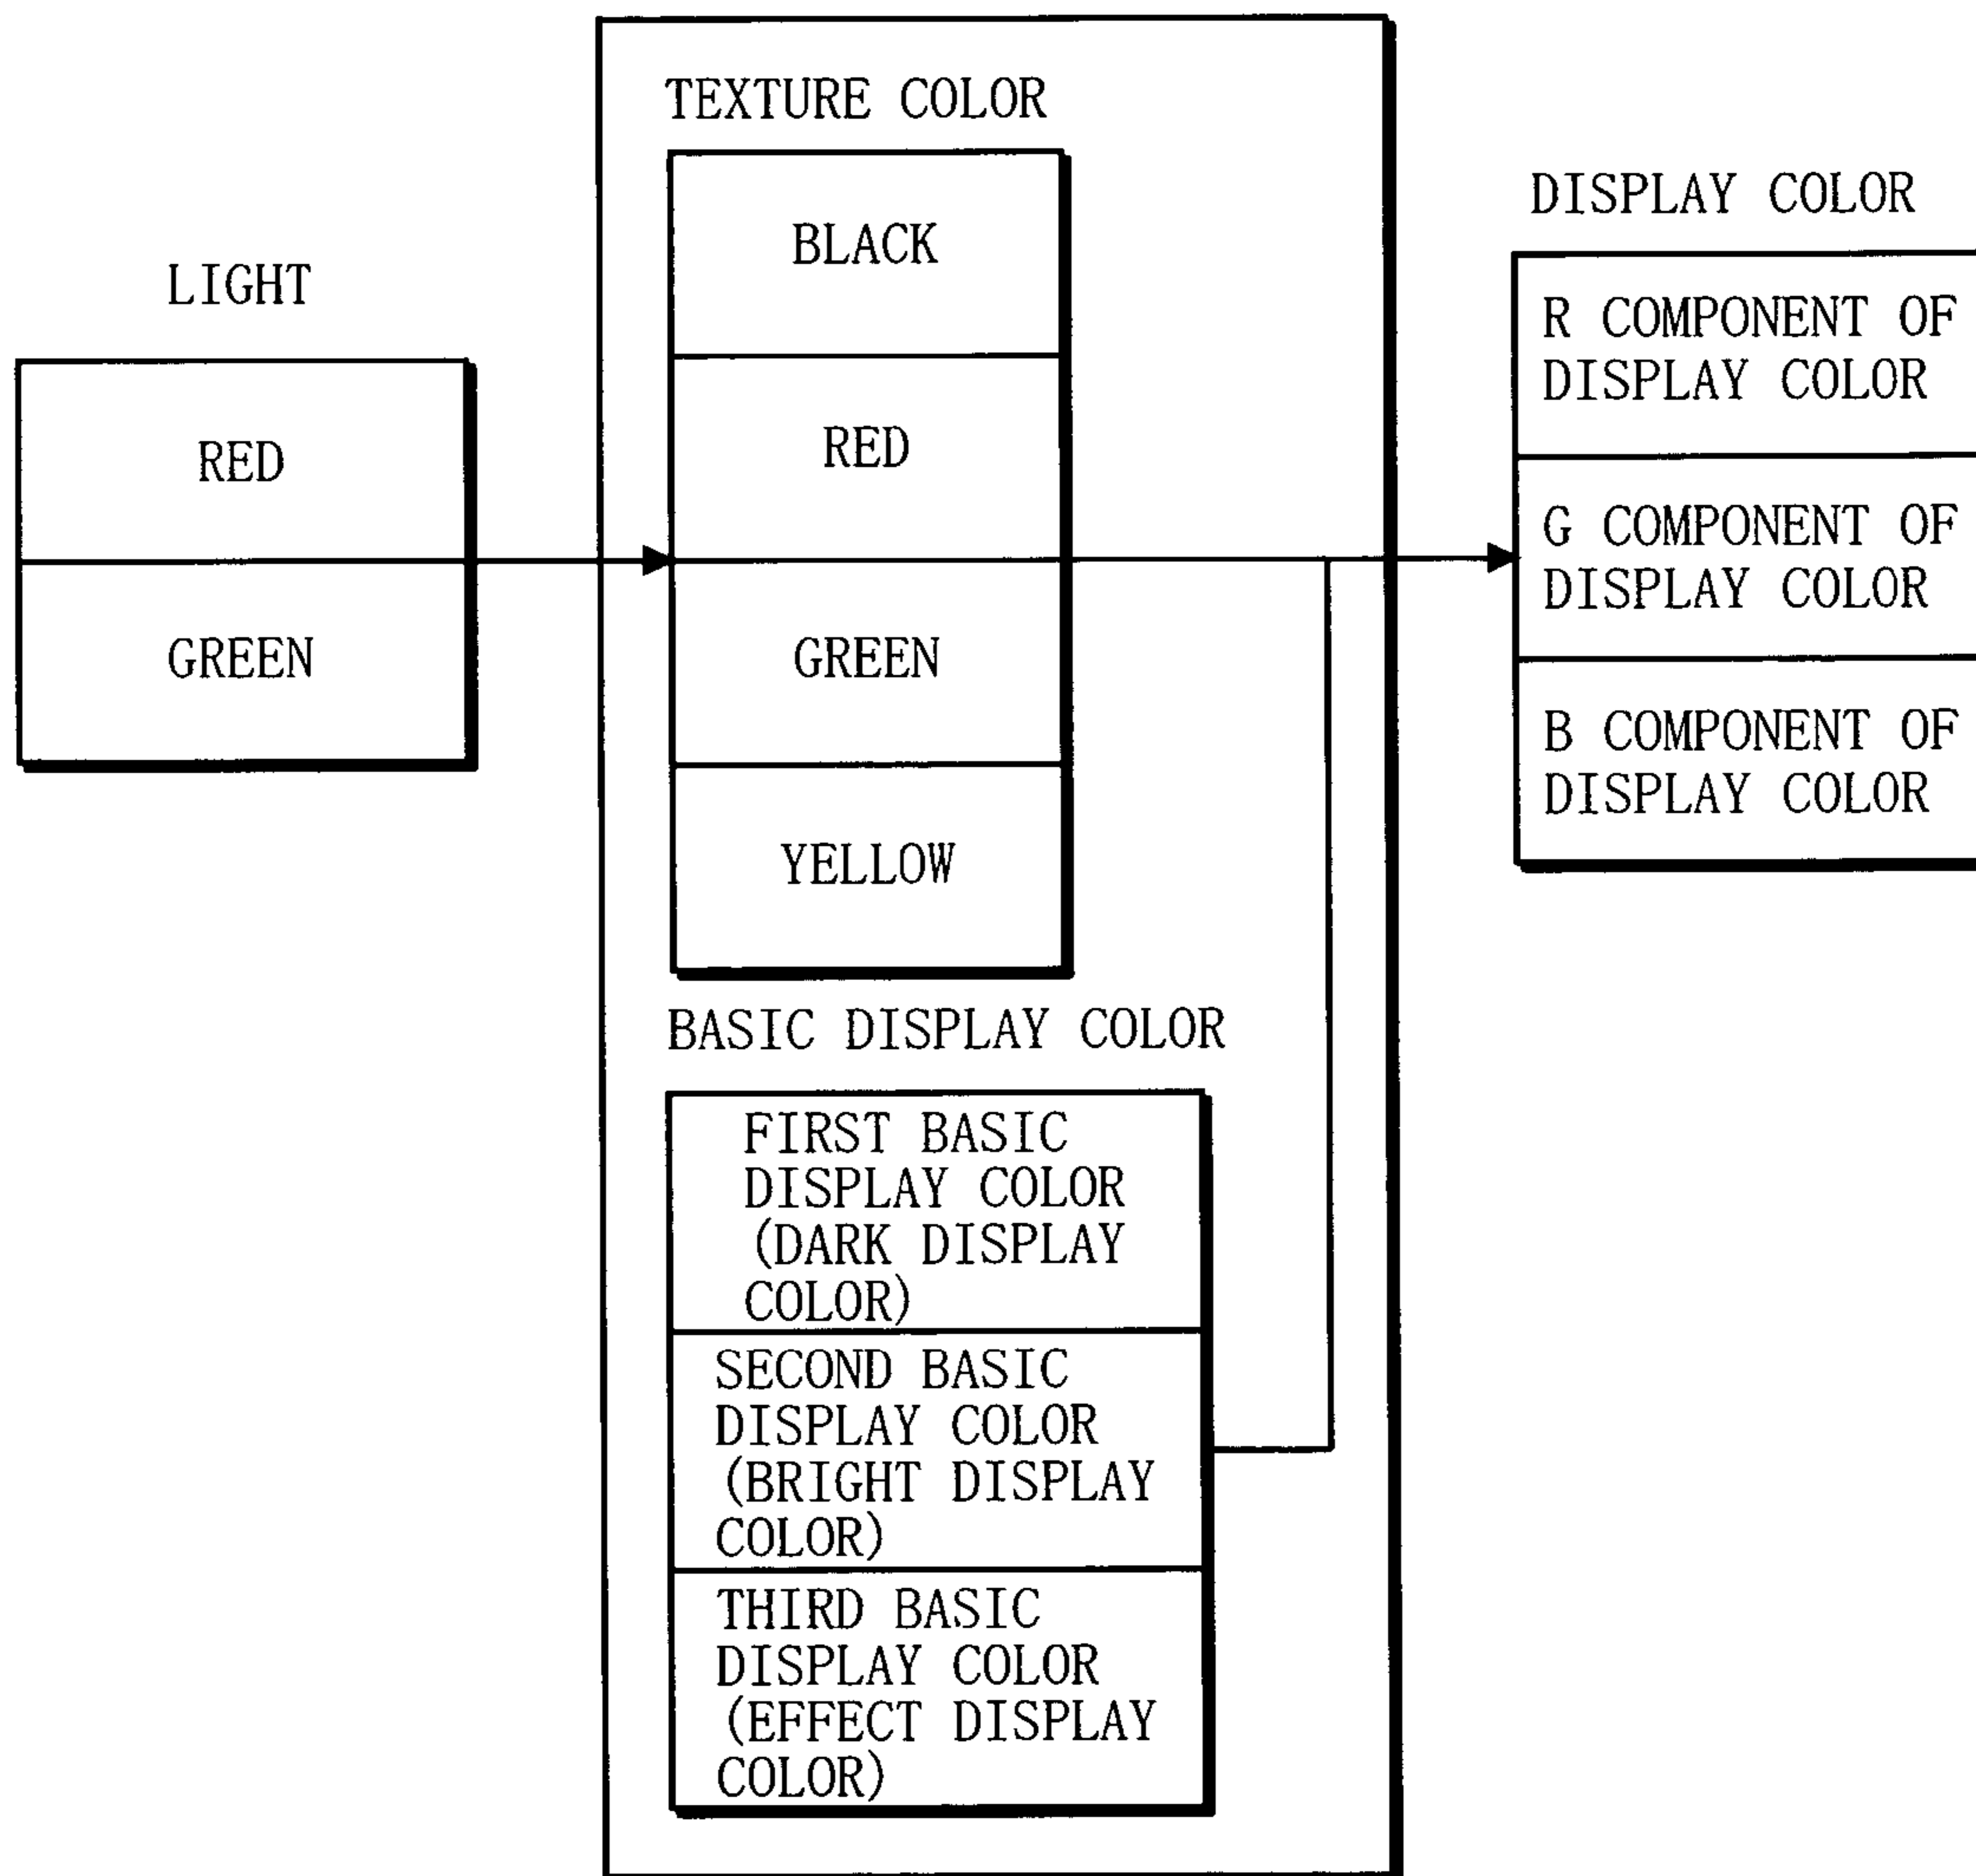 LIGHT
RED
GREEN
TEXTURE COLOR
BLACK
RED
GREEN
YELLOW
BASIC DISPLAY COLOR
FIRST BASIC
DISPLAY COLOR
(DARK DISPLAY
COLOR)
SECOND BASIC
DISPLAY COLOR
(BRIGHT DISPLAY
COLOR)
THIRD BASIC
DISPLAY COLOR
(EFFECT DISPLAY
COLOR)
DISPLAY COLOR
R COMPONENT OF
DISPLAY COLOR
G COMPONENT OF
DISPLAY COLOR
B COMPONENT OF
DISPLAY COLOR